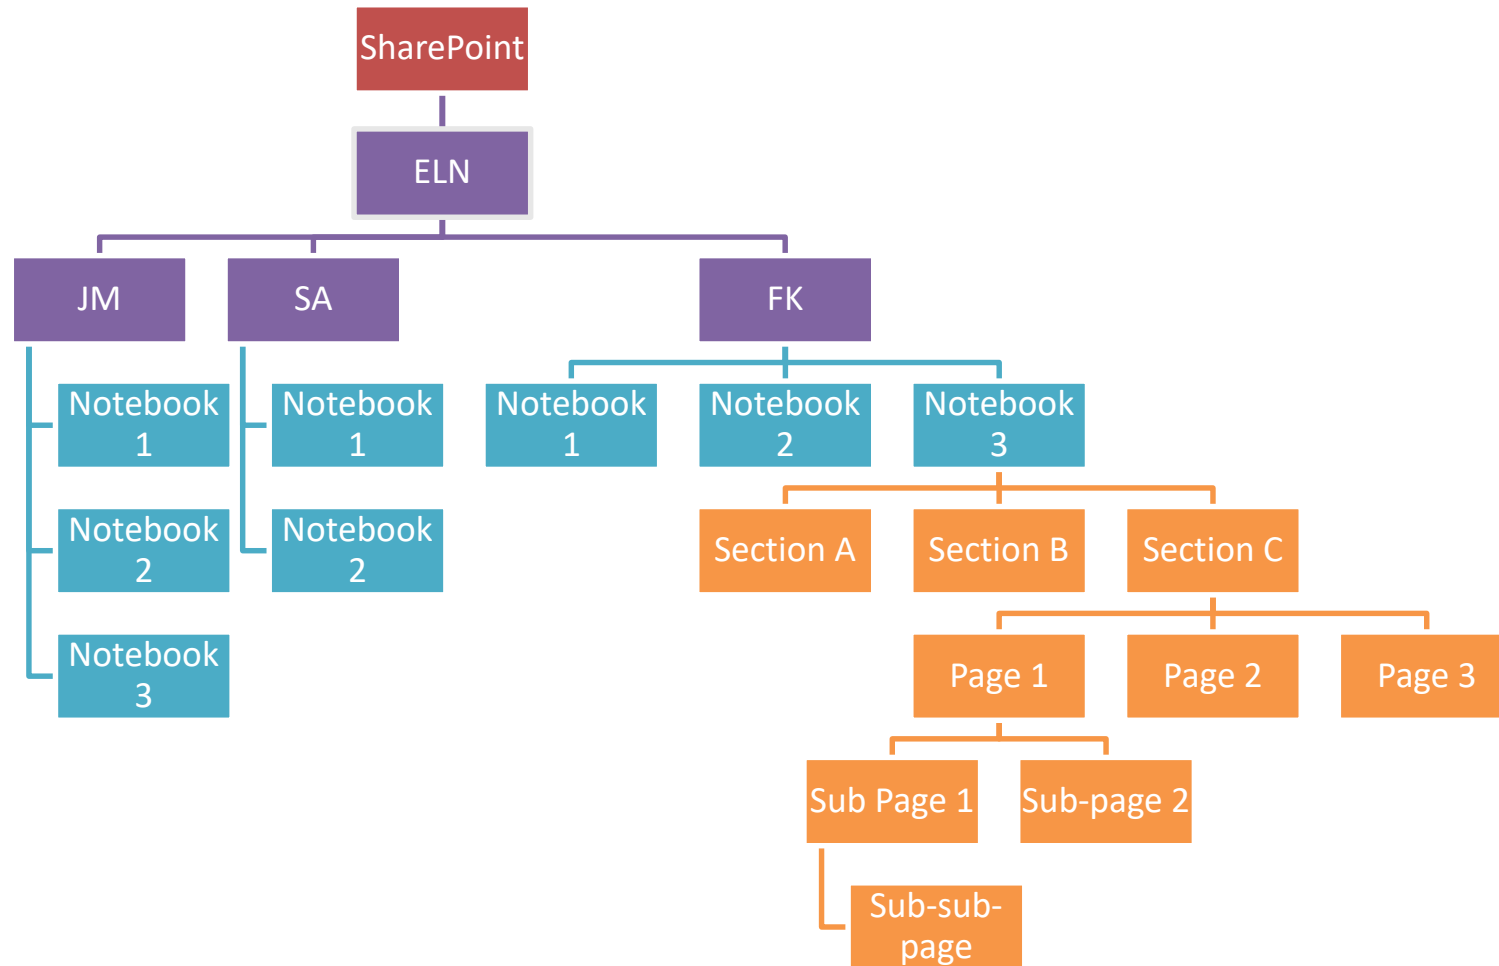 SharePoint
ELN
JM
SA
FK
Notebook
1
Notebook
1
Notebook
1
Notebook
2
Notebook
3
Notebook
2
Notebook
2
Section A
Section B
Section C
Notebook
3
Page 1
Page 2
Page 3
Sub Page 1
Sub-page 2
Sub-sub-
page